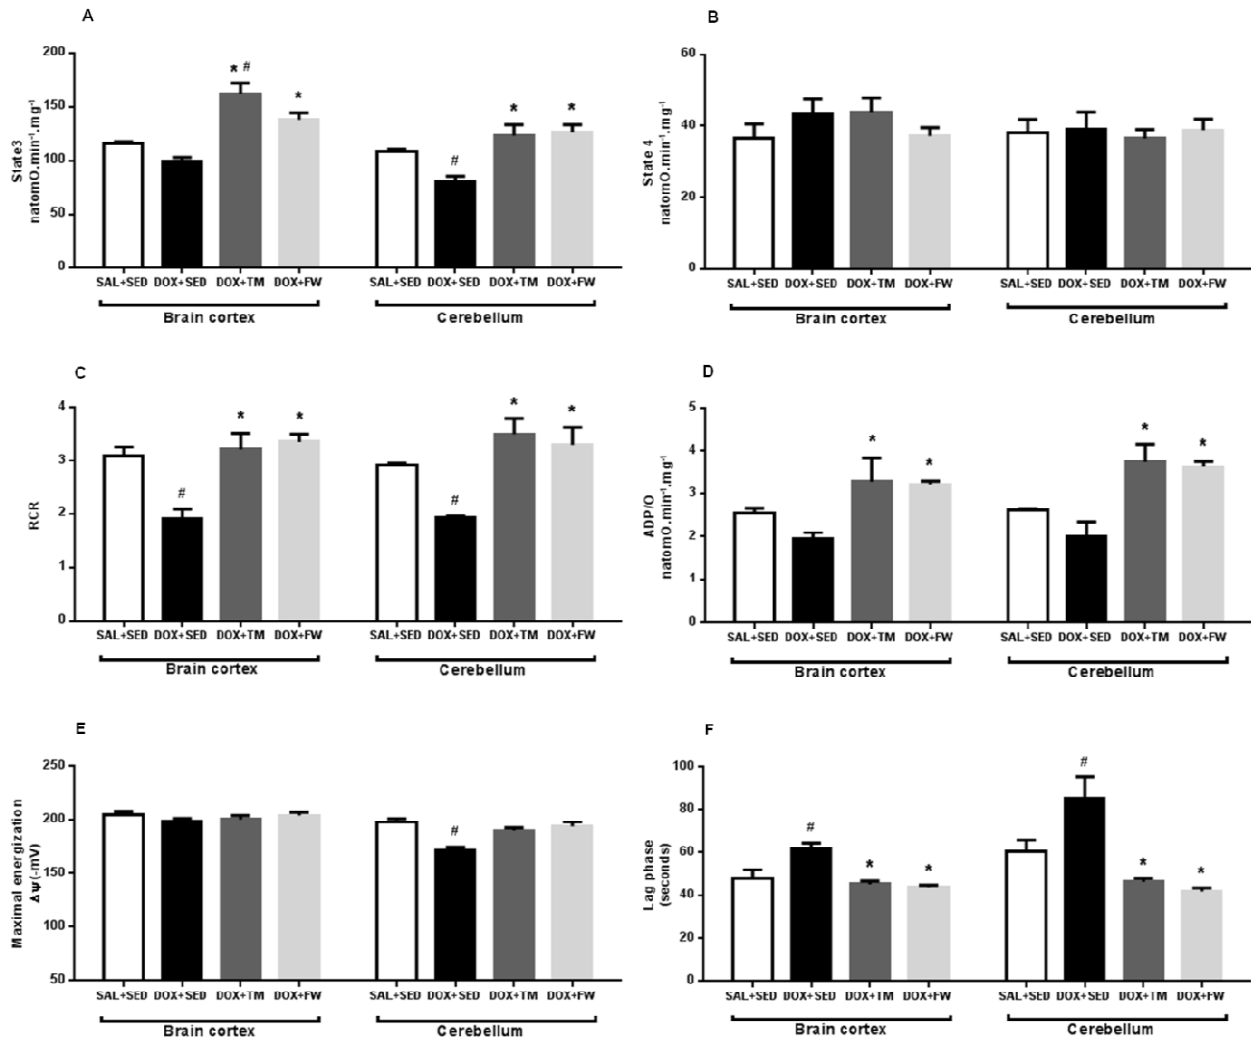 A
State3
natomO.min⁻¹.mg⁻¹
200
150
100
50
0
* #
*
#
*
*
SAL+SED DOX+SED DOX+TM DOX+FW SAL+SED DOX+SED DOX+TM DOX+FW
Brain cortex Cerebellum
B
State 4
natomO.min⁻¹.mg⁻¹
60
40
20
0
SAL+SED DOX+SED DOX+TM DOX+FW SAL+SED DOX+SED DOX+TM DOX+FW
Brain cortex Cerebellum
C
RCR
4
3
2
1
0
#
*
*
#
*
*
SAL+SED DOX+SED DOX+TM DOX+FW SAL+SED DOX+SED DOX+TM DOX+FW
Brain cortex Cerebellum
D
ADP/O
natomO.min⁻¹.mg⁻¹
5
4
3
2
1
0
*
*
*
*
SAL+SED DOX+SED DOX+TM DOX+FW SAL+SED DOX+SED DOX+TM DOX+FW
Brain cortex Cerebellum
E
Maximal energization
Δψ(-mV)
250
200
150
100
50
#
SAL+SED DOX+SED DOX+TM DOX+FW SAL+SED DOX+SED DOX+TM DOX+FW
Brain cortex Cerebellum
F
Lag phase
(seconds)
100
80
60
40
20
0
#
*
*
#
*
*
SAL+SED DOX+SED DOX+TM DOX+FW SAL+SED DOX+SED DOX+TM DOX+FW
Brain cortex Cerebellum